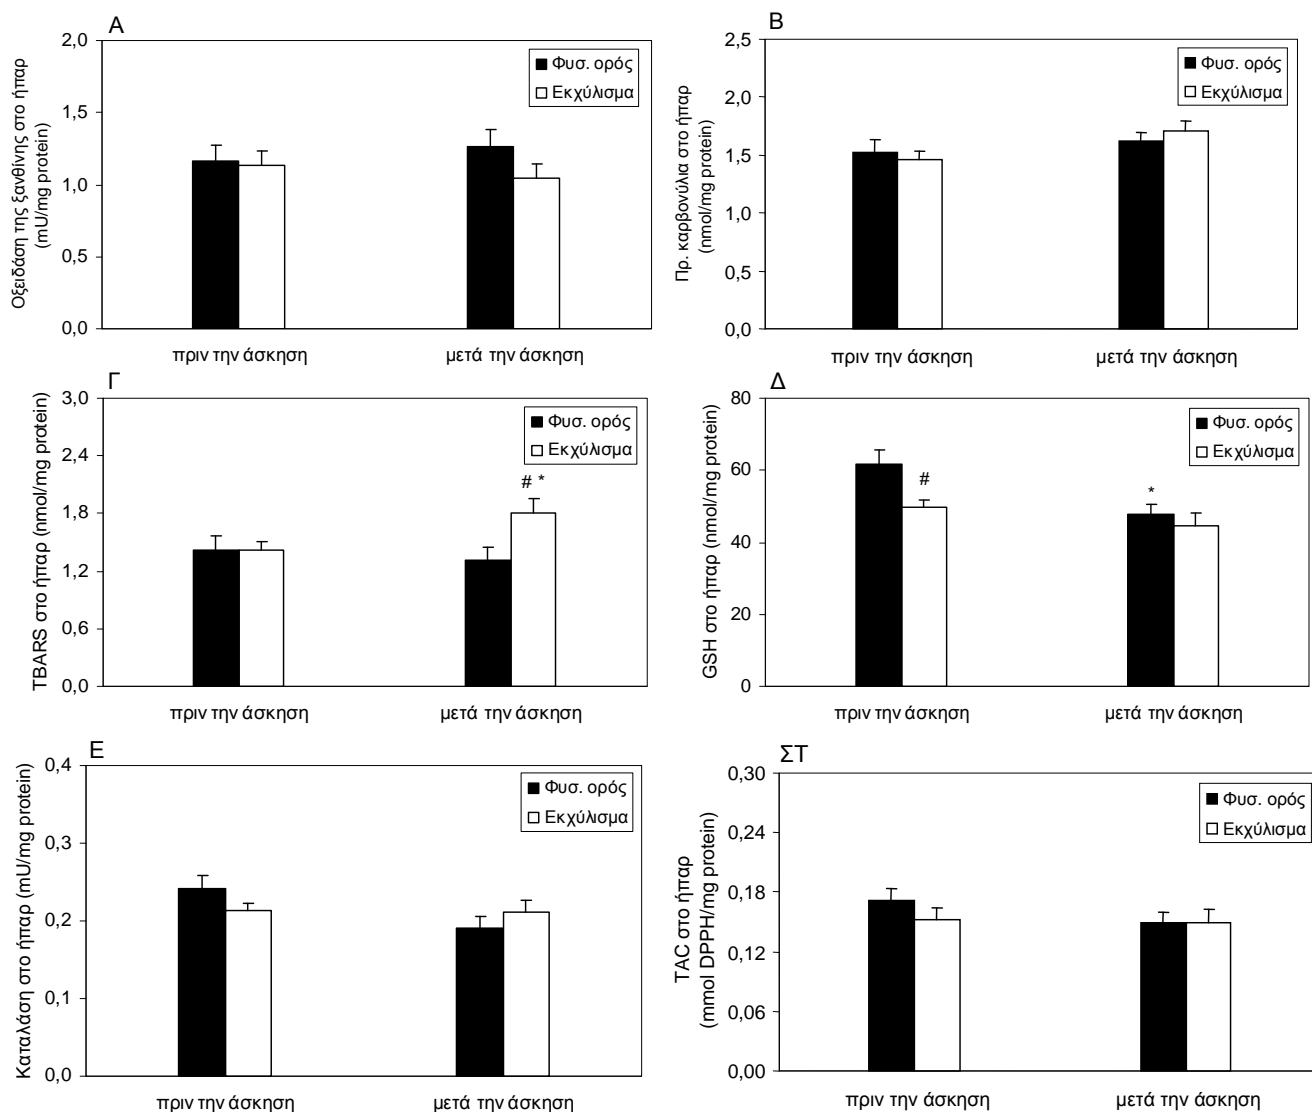 Α
Οξειδάση της ξανθίνης στο ήπαρ
(mU/mg protein)
2,0
1,5
1,0
0,5
0,0
Φυσ. ορός
Εκχύλισμα
πριν την άσκηση
μετά την άσκηση
Β
Πρ. καρβονύλια στο ήπαρ
(nmol/mg protein)
2,5
2,0
1,5
1,0
0,5
0,0
Φυσ. ορός
Εκχύλισμα
πριν την άσκηση
μετά την άσκηση
Γ
TBARS στο ήπαρ (nmol/mg protein)
3,0
2,4
1,8
1,2
0,6
0,0
Φυσ. ορός
Εκχύλισμα
# *
πριν την άσκηση
μετά την άσκηση
Δ
GSH στο ήπαρ (nmol/mg protein)
80
60
40
20
0
Φυσ. ορός
Εκχύλισμα
#
*
πριν την άσκηση
μετά την άσκηση
Ε
Καταλάση στο ήπαρ (mU/mg protein)
0,4
0,3
0,2
0,1
0,0
Φυσ. ορός
Εκχύλισμα
πριν την άσκηση
μετά την άσκηση
ΣΤ
TAC στο ήπαρ
(mmol DPPH/mg protein)
0,30
0,24
0,18
0,12
0,06
0,00
Φυσ. ορός
Εκχύλισμα
πριν την άσκηση
μετά την άσκηση